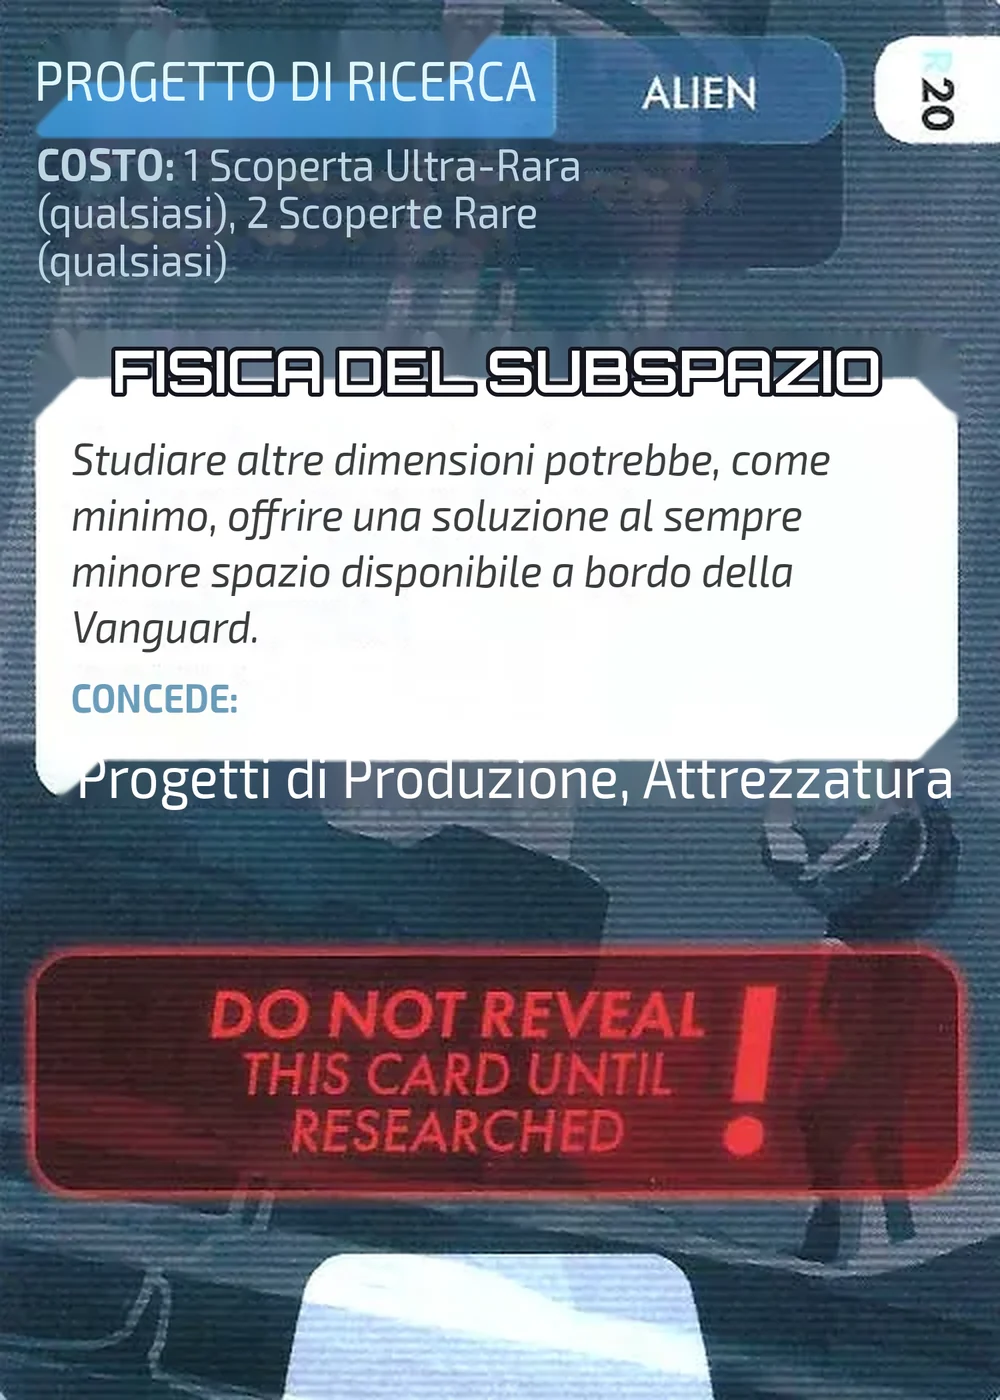 PROGETTO DI RICERCA
ALIEN
R 20
COSTO: 1 Scoperta Ultra-Rara
(qualsiasi), 2 Scoperte Rare
(qualsiasi)
FISICA DEL SUBSPAZIO
Studiare altre dimensioni potrebbe, come
minimo, offrire una soluzione al sempre
minore spazio disponibile a bordo della
Vanguard.
CONCEDE:
Progetti di Produzione, Attrezzatura
DO NOT REVEAL
THIS CARD UNTIL
RESEARCHED
!